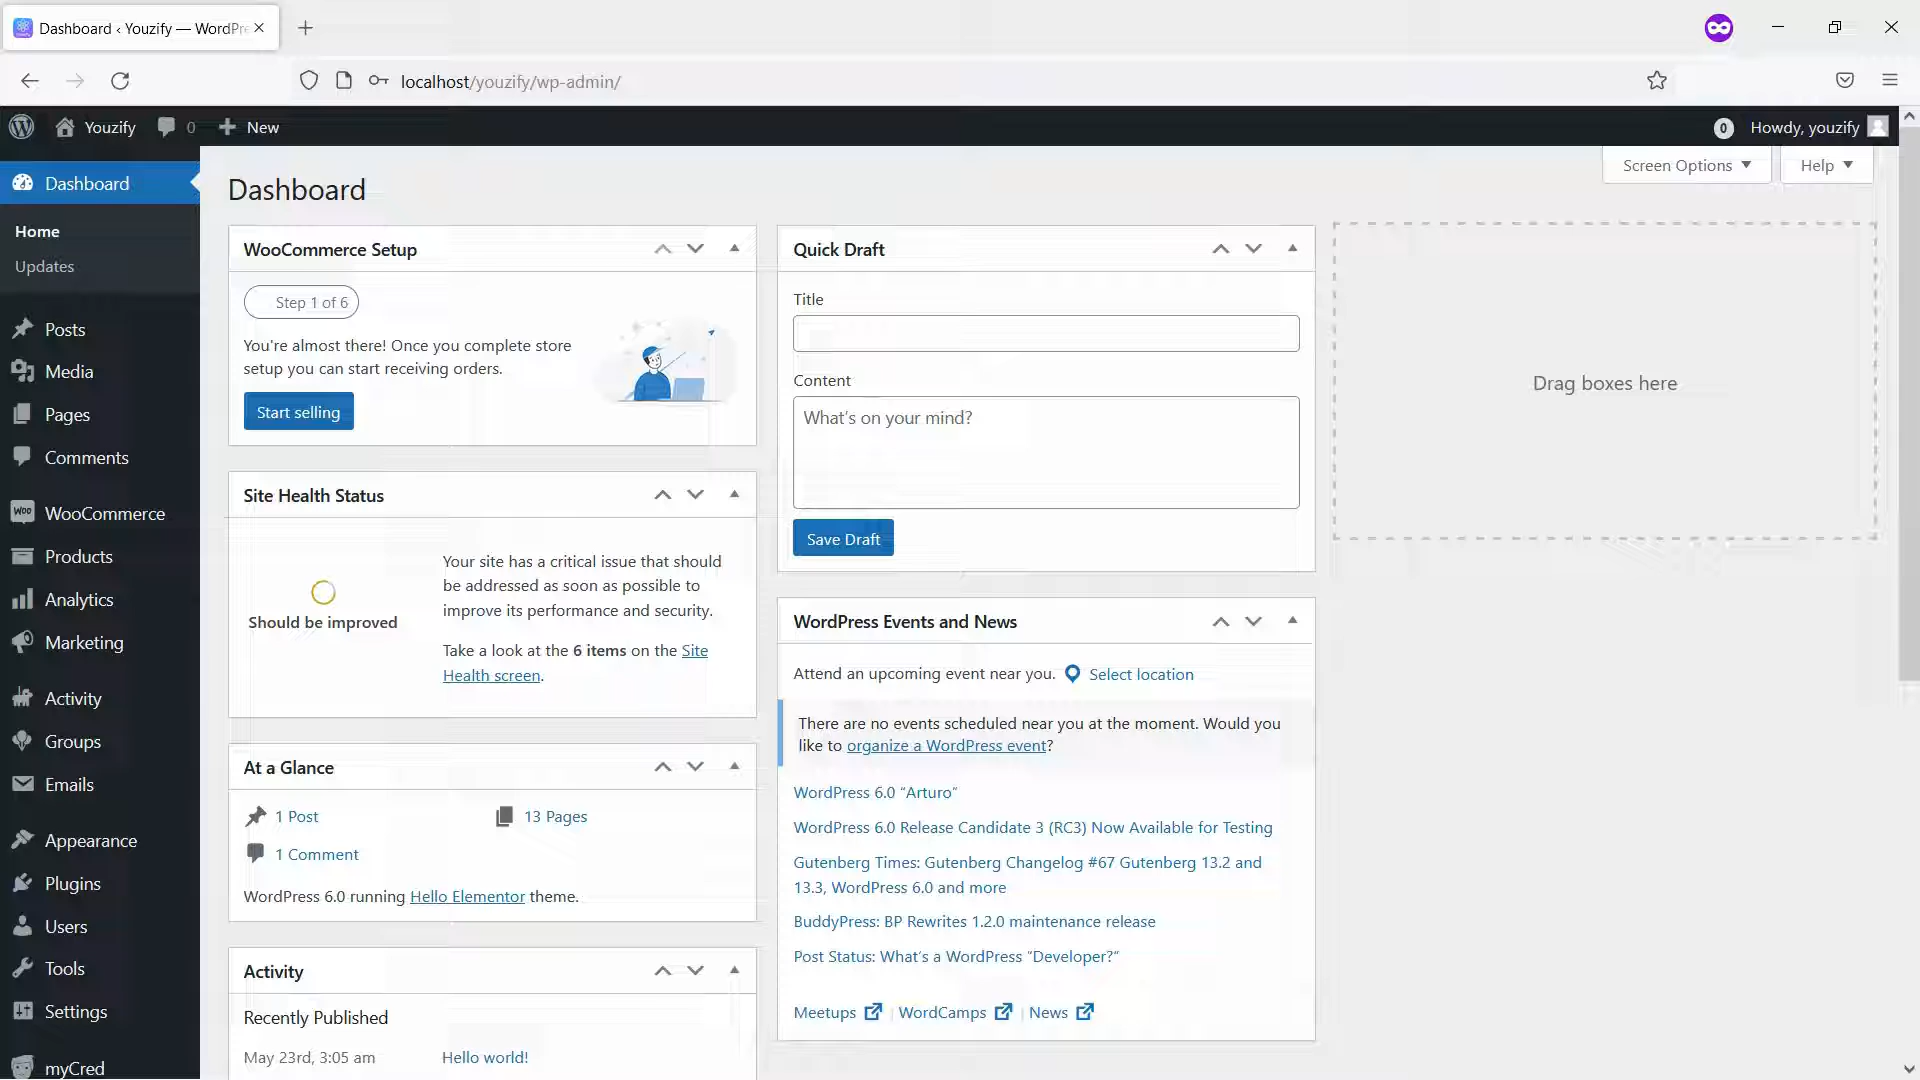 Dashboard ‹ Youzify — WordPre
localhost/youzify/wp-admin/
Youzify
0
New
0
Howdy, youzify
Dashboard
Home
Updates
Posts
Media
Pages
Comments
WooCommerce
Products
Analytics
Marketing
Activity
Groups
Emails
Appearance
Plugins
Users
Tools
Settings
myCred
Screen Options
Help
Dashboard
WooCommerce Setup
Step 1 of 6
You're almost there! Once you complete store
setup you can start receiving orders.
Start selling
Site Health Status
Should be improved
Your site has a critical issue that should
be addressed as soon as possible to
improve its performance and security.
Take a look at the 6 items on the Site
Health screen.
At a Glance
1 Post
13 Pages
1 Comment
WordPress 6.0 running Hello Elementor theme.
Activity
Recently Published
May 23rd, 3:05 am
Hello world!
Quick Draft
Title
Content
What's on your mind?
Save Draft
WordPress Events and News
Attend an upcoming event near you.
Select location
There are no events scheduled near you at the moment. Would you
like to organize a WordPress event?
WordPress 6.0 “Arturo”
WordPress 6.0 Release Candidate 3 (RC3) Now Available for Testing
Gutenberg Times: Gutenberg Changelog #67 Gutenberg 13.2 and
13.3, WordPress 6.0 and more
BuddyPress: BP Rewrites 1.2.0 maintenance release
Post Status: What’s a WordPress “Developer?”
Meetups | WordCamps | News
Drag boxes here